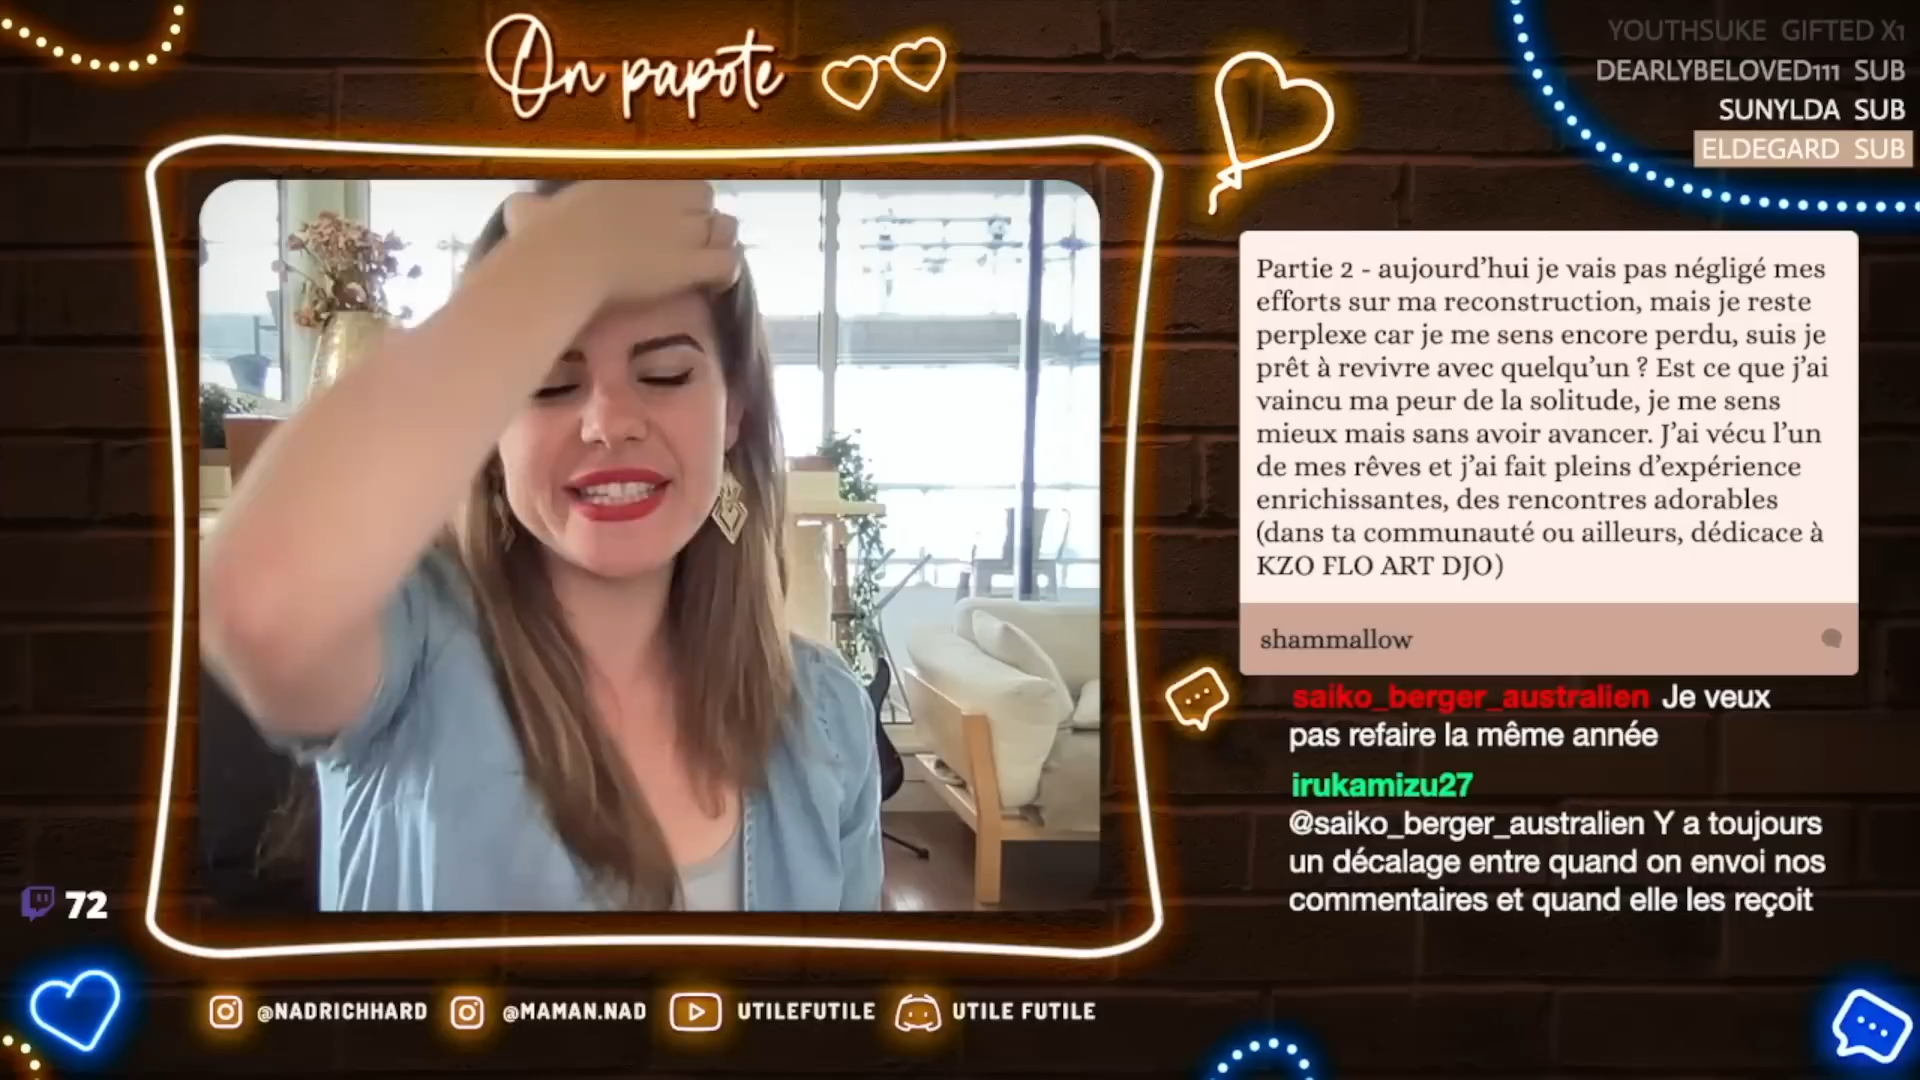 On papote
YOUTHSUKE GIFTED X1
DEARLYBELOVED111 SUB
SUNYLDA SUB
ELDEGARD SUB
Partie 2 - aujourd’hui je vais pas négligé mes
efforts sur ma reconstruction, mais je reste
perplexe car je me sens encore perdu, suis je
prêt à revivre avec quelqu’un ? Est ce que j’ai
vaincu ma peur de la solitude, je me sens
mieux mais sans avoir avancer. J’ai vécu l’un
de mes rêves et j’ai fait pleins d’expérience
enrichissantes, des rencontres adorables
(dans ta communauté ou ailleurs, dédicace à
KZO FLO ART DJO)
shammallow
saiko_berger_australien Je veux
pas refaire la même année
irukamizu27
@saiko_berger_australien Y a toujours
un décalage entre quand on envoi nos
commentaires et quand elle les reçoit
72
@NADRICHHARD @MAMAN.NAD UTILEFUTILE UTILE FUTILE